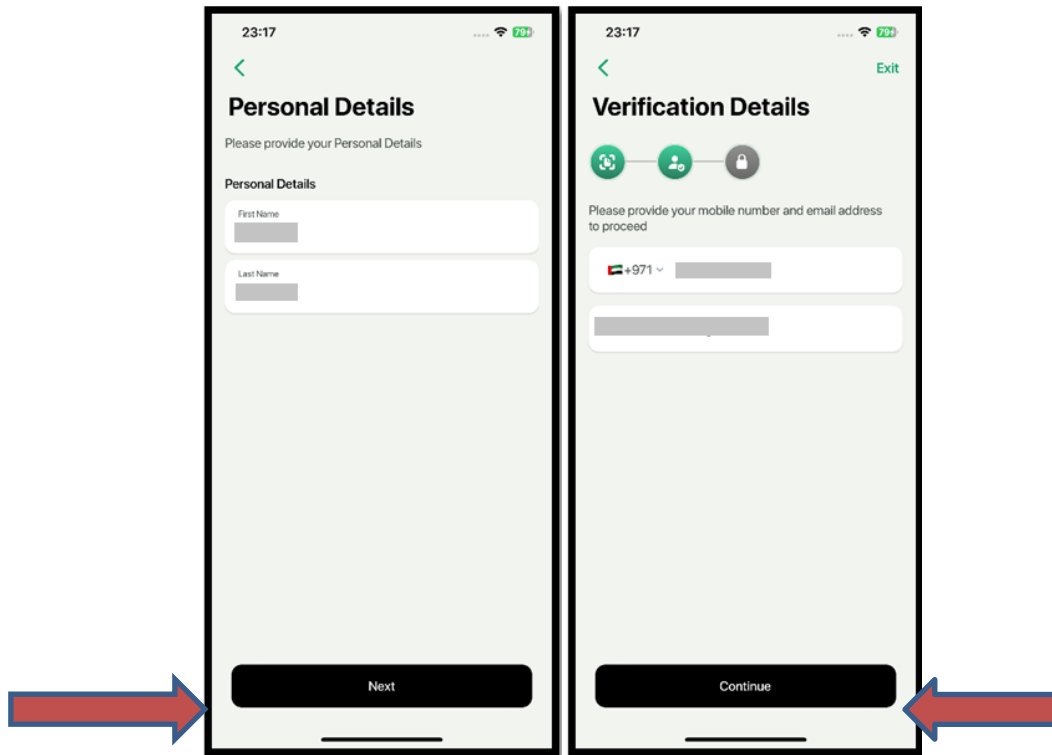 23:17
79
Personal Details
Please provide your Personal Details
Personal Details
First Name
Last Name
Next
23:17
79
Exit
Verification Details
Please provide your mobile number and email address
to proceed
+971
Continue